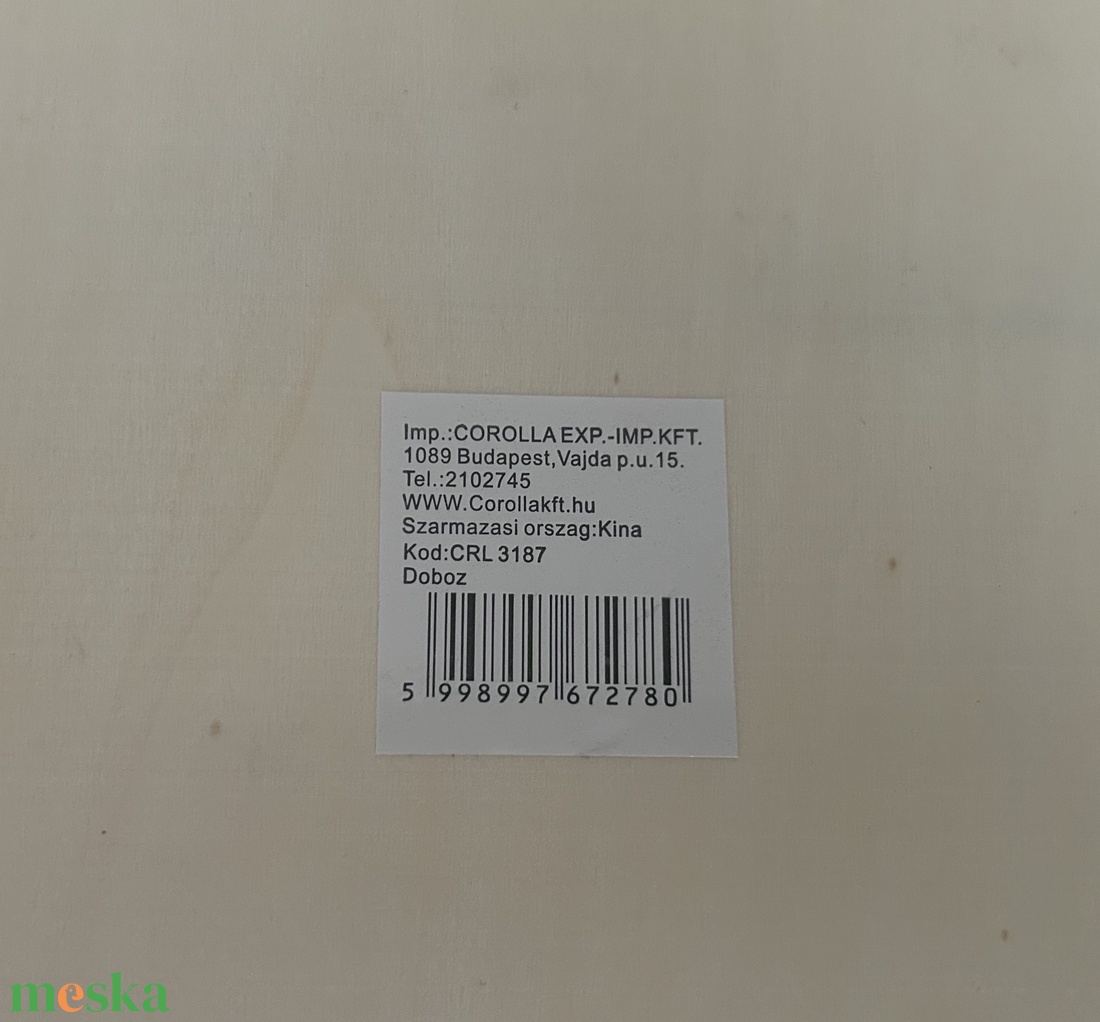 Imp.:COROLLA EXP.-IMP.KFT.
1089 Budapest,Vajda p.u.15.
Tel.:2102745
WWW.Corollakft.hu
Szarmazasi orszag:Kina
Kod:CRL 3187
Doboz
5 998997 672780
meska